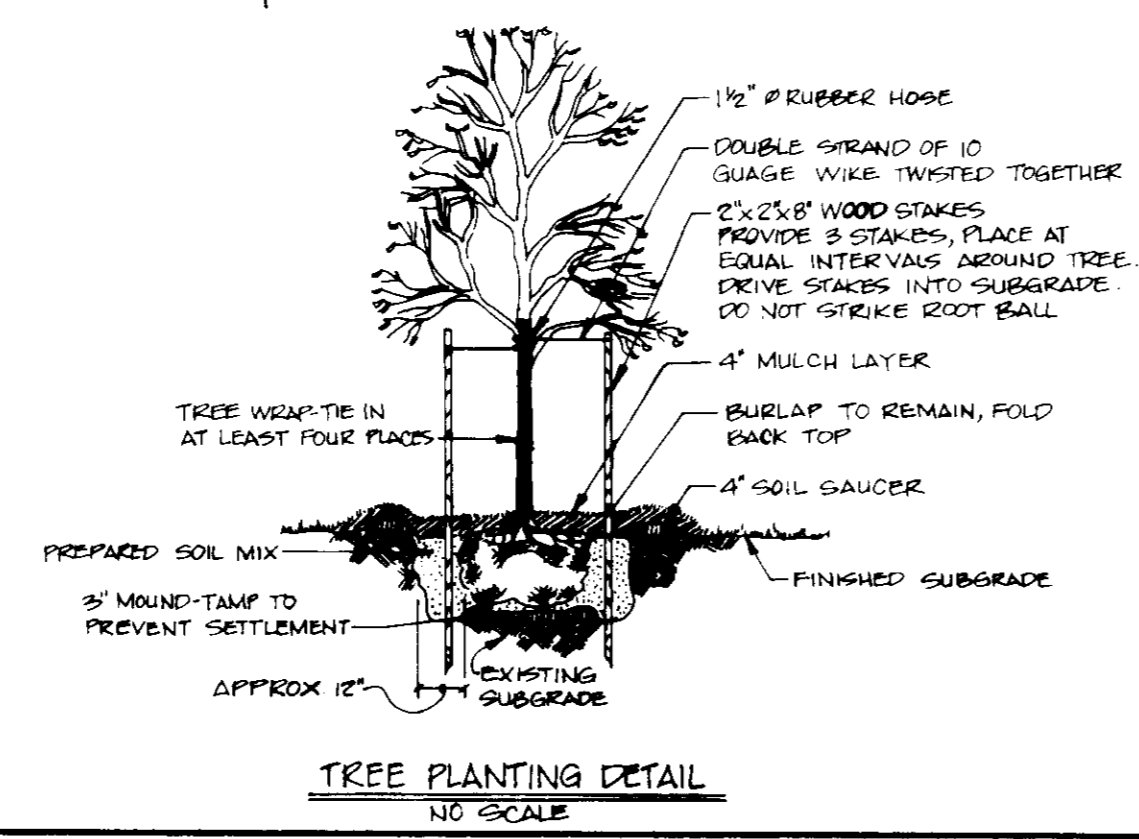 1½" Ø RUBBER HOSE
DOUBLE STRAND OF 10
GUAGE WIKE TWISTED TOGETHER
2"x2"x8" WOOD STAKES
PROVIDE 3 STAKES, PLACE AT
EQUAL INTERVALS AROUND TREE.
DRIVE STAKES INTO SUBGRADE.
DO NOT STRIKE ROOT BALL
4" MULCH LAYER
TREE WRAP-TIE IN
AT LEAST FOUR PLACES
BURLAP TO REMAIN, FOLD
BACK TOP
4" SOIL SAUCER
PREPARED SOIL MIX
FINISHED SUBGRADE
3" MOUND-TAMP TO
PREVENT SETTLEMENT
APPROX 12"
EXISTING
SUBGRADE
TREE PLANTING DETAIL
NO SCALE